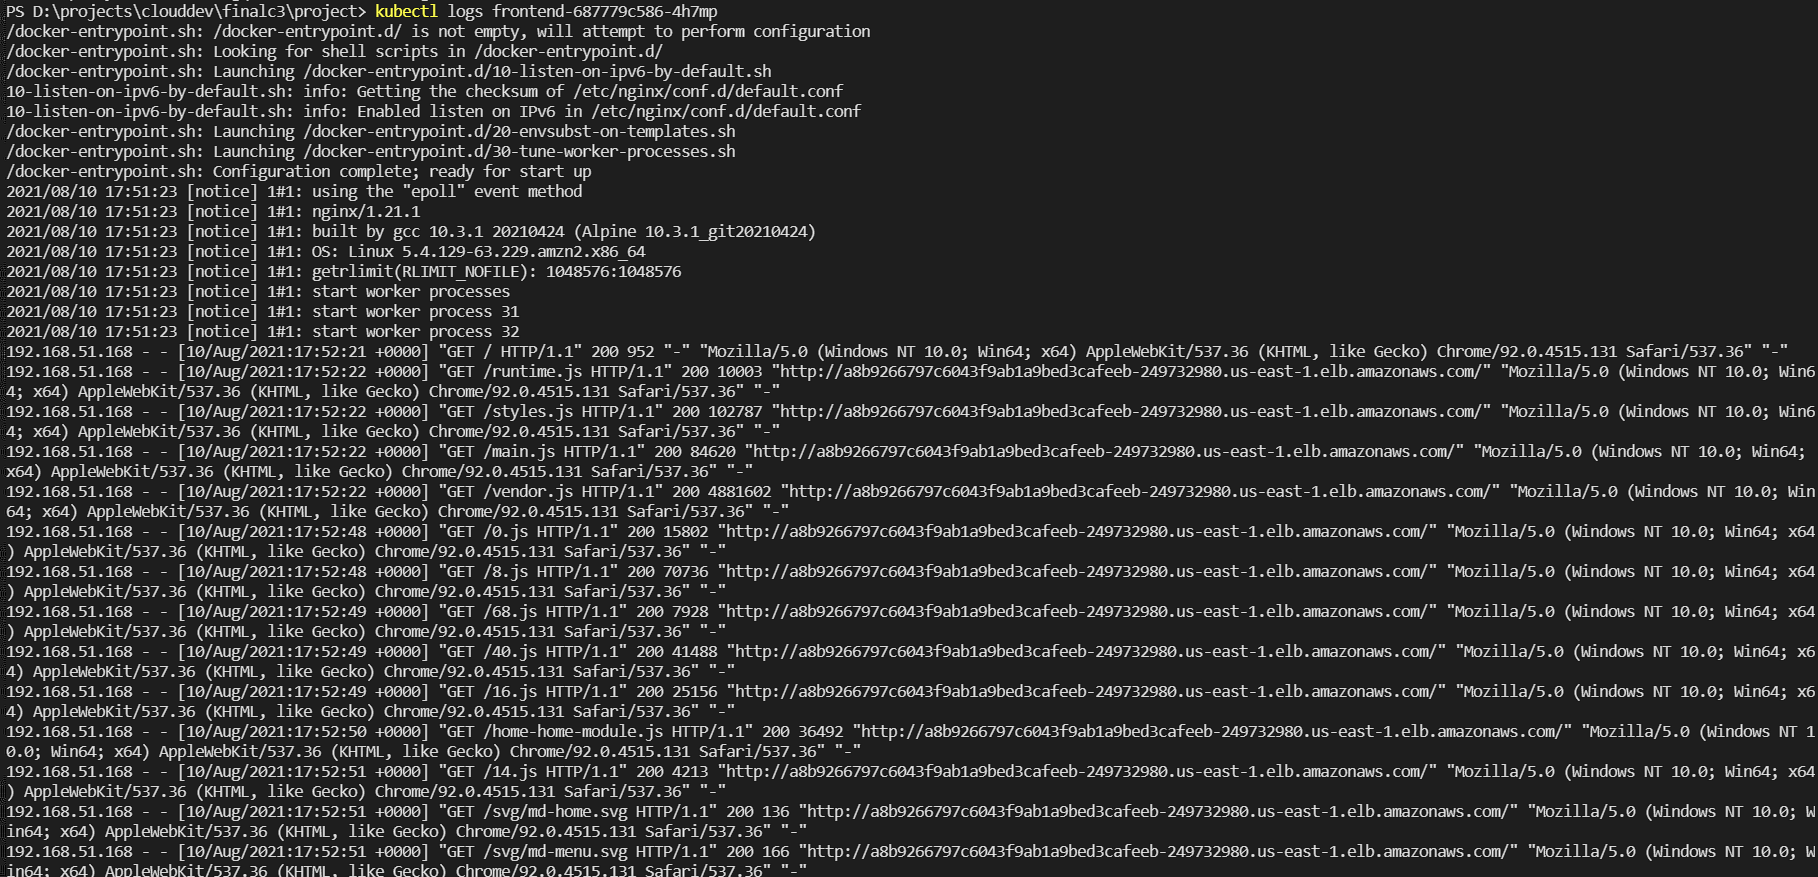 PS D:\projects\clouddev\finalc3\project> kubectl logs frontend-687779c586-4h7mp
/docker-entrypoint.sh: /docker-entrypoint.d/ is not empty, will attempt to perform configuration
/docker-entrypoint.sh: Looking for shell scripts in /docker-entrypoint.d/
/docker-entrypoint.sh: Launching /docker-entrypoint.d/10-listen-on-ipv6-by-default.sh
10-listen-on-ipv6-by-default.sh: info: Getting the checksum of /etc/nginx/conf.d/default.conf
10-listen-on-ipv6-by-default.sh: info: Enabled listen on IPv6 in /etc/nginx/conf.d/default.conf
/docker-entrypoint.sh: Launching /docker-entrypoint.d/20-envsubst-on-templates.sh
/docker-entrypoint.sh: Launching /docker-entrypoint.d/30-tune-worker-processes.sh
/docker-entrypoint.sh: Configuration complete; ready for start up
2021/08/10 17:51:23 [notice] 1#1: using the "epoll" event method
2021/08/10 17:51:23 [notice] 1#1: nginx/1.21.1
2021/08/10 17:51:23 [notice] 1#1: built by gcc 10.3.1 20210424 (Alpine 10.3.1_git20210424)
2021/08/10 17:51:23 [notice] 1#1: OS: Linux 5.4.129-63.229.amzn2.x86_64
2021/08/10 17:51:23 [notice] 1#1: getrlimit(RLIMIT_NOFILE): 1048576:1048576
2021/08/10 17:51:23 [notice] 1#1: start worker processes
2021/08/10 17:51:23 [notice] 1#1: start worker process 31
2021/08/10 17:51:23 [notice] 1#1: start worker process 32
192.168.51.168 - - [10/Aug/2021:17:52:21 +0000] "GET / HTTP/1.1" 200 952 "-" "Mozilla/5.0 (Windows NT 10.0; Win64; x64) AppleWebKit/537.36 (KHTML, like Gecko) Chrome/92.0.4515.131 Safari/537.36" "-"
192.168.51.168 - - [10/Aug/2021:17:52:22 +0000] "GET /runtime.js HTTP/1.1" 200 10003 "http://a8b9266797c6043f9ab1a9bed3cafeeb-249732980.us-east-1.elb.amazonaws.com/" "Mozilla/5.0 (Windows NT 10.0; Win6
4; x64) AppleWebKit/537.36 (KHTML, like Gecko) Chrome/92.0.4515.131 Safari/537.36" "-"
192.168.51.168 - - [10/Aug/2021:17:52:22 +0000] "GET /styles.js HTTP/1.1" 200 102787 "http://a8b9266797c6043f9ab1a9bed3cafeeb-249732980.us-east-1.elb.amazonaws.com/" "Mozilla/5.0 (Windows NT 10.0; Win6
4; x64) AppleWebKit/537.36 (KHTML, like Gecko) Chrome/92.0.4515.131 Safari/537.36" "-"
192.168.51.168 - - [10/Aug/2021:17:52:22 +0000] "GET /main.js HTTP/1.1" 200 84620 "http://a8b9266797c6043f9ab1a9bed3cafeeb-249732980.us-east-1.elb.amazonaws.com/" "Mozilla/5.0 (Windows NT 10.0; Win64;
x64) AppleWebKit/537.36 (KHTML, like Gecko) Chrome/92.0.4515.131 Safari/537.36" "-"
192.168.51.168 - - [10/Aug/2021:17:52:22 +0000] "GET /vendor.js HTTP/1.1" 200 4881602 "http://a8b9266797c6043f9ab1a9bed3cafeeb-249732980.us-east-1.elb.amazonaws.com/" "Mozilla/5.0 (Windows NT 10.0; Win
64; x64) AppleWebKit/537.36 (KHTML, like Gecko) Chrome/92.0.4515.131 Safari/537.36" "-"
192.168.51.168 - - [10/Aug/2021:17:52:48 +0000] "GET /0.js HTTP/1.1" 200 15802 "http://a8b9266797c6043f9ab1a9bed3cafeeb-249732980.us-east-1.elb.amazonaws.com/" "Mozilla/5.0 (Windows NT 10.0; Win64; x64
) AppleWebKit/537.36 (KHTML, like Gecko) Chrome/92.0.4515.131 Safari/537.36" "-"
192.168.51.168 - - [10/Aug/2021:17:52:48 +0000] "GET /8.js HTTP/1.1" 200 70736 "http://a8b9266797c6043f9ab1a9bed3cafeeb-249732980.us-east-1.elb.amazonaws.com/" "Mozilla/5.0 (Windows NT 10.0; Win64; x64
) AppleWebKit/537.36 (KHTML, like Gecko) Chrome/92.0.4515.131 Safari/537.36" "-"
192.168.51.168 - - [10/Aug/2021:17:52:49 +0000] "GET /68.js HTTP/1.1" 200 7928 "http://a8b9266797c6043f9ab1a9bed3cafeeb-249732980.us-east-1.elb.amazonaws.com/" "Mozilla/5.0 (Windows NT 10.0; Win64; x64
) AppleWebKit/537.36 (KHTML, like Gecko) Chrome/92.0.4515.131 Safari/537.36" "-"
192.168.51.168 - - [10/Aug/2021:17:52:49 +0000] "GET /40.js HTTP/1.1" 200 41488 "http://a8b9266797c6043f9ab1a9bed3cafeeb-249732980.us-east-1.elb.amazonaws.com/" "Mozilla/5.0 (Windows NT 10.0; Win64; x6
4) AppleWebKit/537.36 (KHTML, like Gecko) Chrome/92.0.4515.131 Safari/537.36" "-"
192.168.51.168 - - [10/Aug/2021:17:52:49 +0000] "GET /16.js HTTP/1.1" 200 25156 "http://a8b9266797c6043f9ab1a9bed3cafeeb-249732980.us-east-1.elb.amazonaws.com/" "Mozilla/5.0 (Windows NT 10.0; Win64; x6
4) AppleWebKit/537.36 (KHTML, like Gecko) Chrome/92.0.4515.131 Safari/537.36" "-"
192.168.51.168 - - [10/Aug/2021:17:52:50 +0000] "GET /home-home-module.js HTTP/1.1" 200 36492 "http://a8b9266797c6043f9ab1a9bed3cafeeb-249732980.us-east-1.elb.amazonaws.com/" "Mozilla/5.0 (Windows NT 1
0.0; Win64; x64) AppleWebKit/537.36 (KHTML, like Gecko) Chrome/92.0.4515.131 Safari/537.36" "-"
192.168.51.168 - - [10/Aug/2021:17:52:51 +0000] "GET /14.js HTTP/1.1" 200 4213 "http://a8b9266797c6043f9ab1a9bed3cafeeb-249732980.us-east-1.elb.amazonaws.com/" "Mozilla/5.0 (Windows NT 10.0; Win64; x64
) AppleWebKit/537.36 (KHTML, like Gecko) Chrome/92.0.4515.131 Safari/537.36" "-"
192.168.51.168 - - [10/Aug/2021:17:52:51 +0000] "GET /svg/md-home.svg HTTP/1.1" 200 136 "http://a8b9266797c6043f9ab1a9bed3cafeeb-249732980.us-east-1.elb.amazonaws.com/" "Mozilla/5.0 (Windows NT 10.0; W
in64; x64) AppleWebKit/537.36 (KHTML, like Gecko) Chrome/92.0.4515.131 Safari/537.36" "-"
192.168.51.168 - - [10/Aug/2021:17:52:51 +0000] "GET /svg/md-menu.svg HTTP/1.1" 200 166 "http://a8b9266797c6043f9ab1a9bed3cafeeb-249732980.us-east-1.elb.amazonaws.com/" "Mozilla/5.0 (Windows NT 10.0; W
in64; x64) AppleWebKit/537.36 (KHTML, like Gecko) Chrome/92.0.4515.131 Safari/537.36" "-"